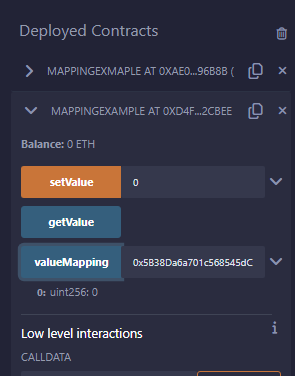 Deployed Contracts
MAPPINGEXMAPLE AT 0XAE0...96B8B (
MAPPINGEXAMPLE AT 0XD4F...2CBEE
Balance: 0 ETH
setValue 0
getValue
valueMapping 0x5B38Da6a701c568545dC
0: uint256: 0
Low level interactions
CALLDATA